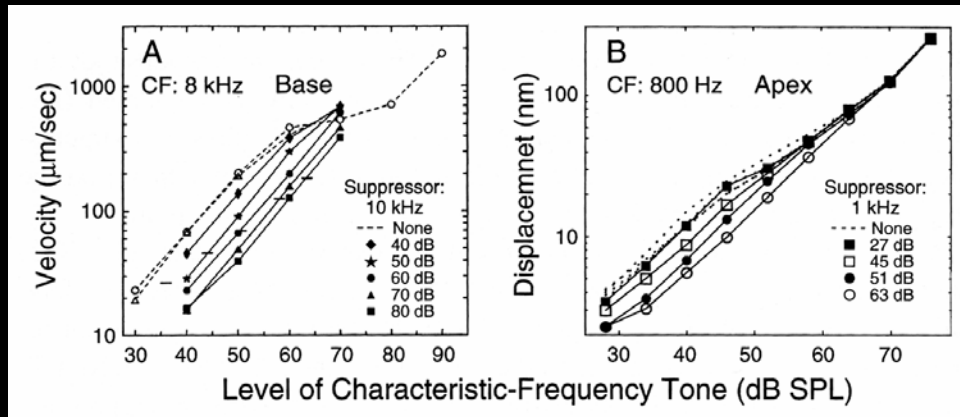 A
CF: 8 kHz Base
Velocity (μm/sec)
1000
100
10
Suppressor:
10 kHz
None
40 dB
50 dB
60 dB
70 dB
80 dB
30 40 50 60 70 80 90
B
CF: 800 Hz Apex
Displacemnet (nm)
100
10
Suppressor:
1 kHz
None
27 dB
45 dB
51 dB
63 dB
30 40 50 60 70
Level of Characteristic-Frequency Tone (dB SPL)